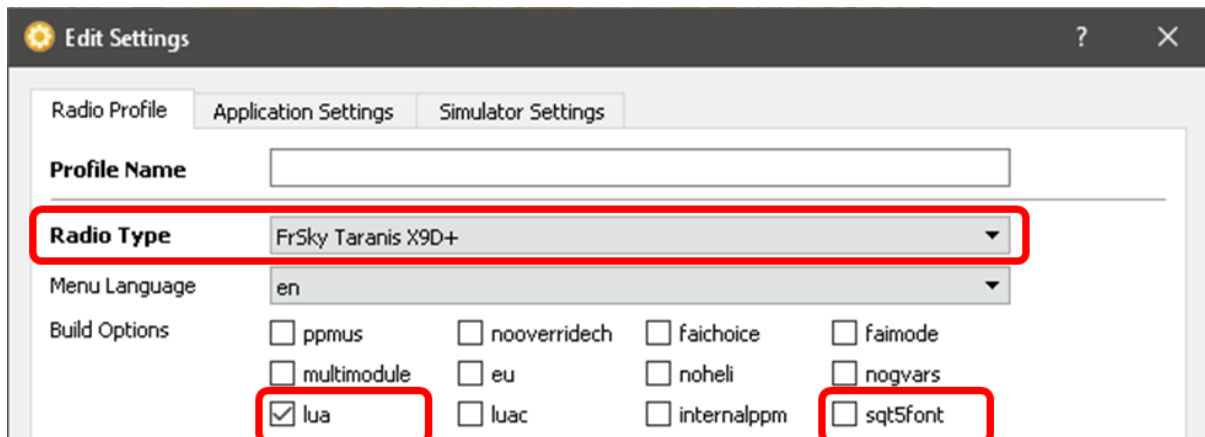 Edit Settings ?
Radio Profile Application Settings Simulator Settings
Profile Name
Radio Type FrSky Taranis X9D+
Menu Language en
Build Options ppmus nooverridech faichoice faimode
multimodule eu noheli nogvars
lua luac internalppm sqt5font